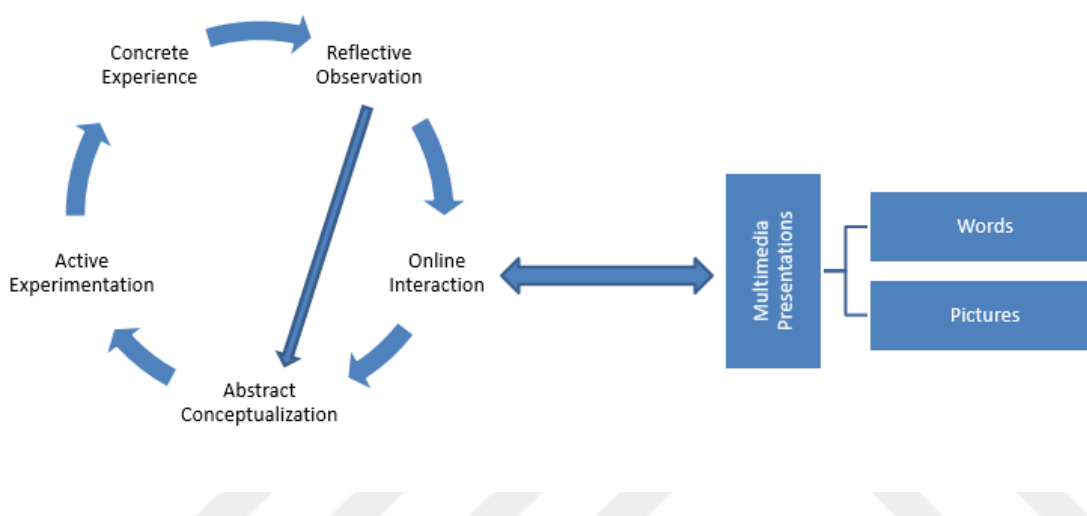 Concrete
Experience
Reflective
Observation
Online
Interaction
Abstract
Conceptualization
Active
Experimentation
Multimedia
Presentations
Words
Pictures